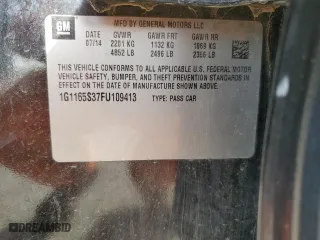 GM
MFD BY GENERAL MOTORS LLC
DATE GVWR GAWR FRT GAWR RR
07/14 2201 KG 1132 KG 1069 KG
4852 LB 2496 LB 2356 LB
THIS VEHICLE CONFORMS TO ALL APPLICABLE U.S. FEDERAL MOTOR
VEHICLE SAFETY, BUMPER, AND THEFT PREVENTION STANDARDS
IN EFFECT ON THE DATE OF MANUFACTURE SHOWN ABOVE.
1G1165S37FU109413 TYPE: PASS CAR
DREAMBID